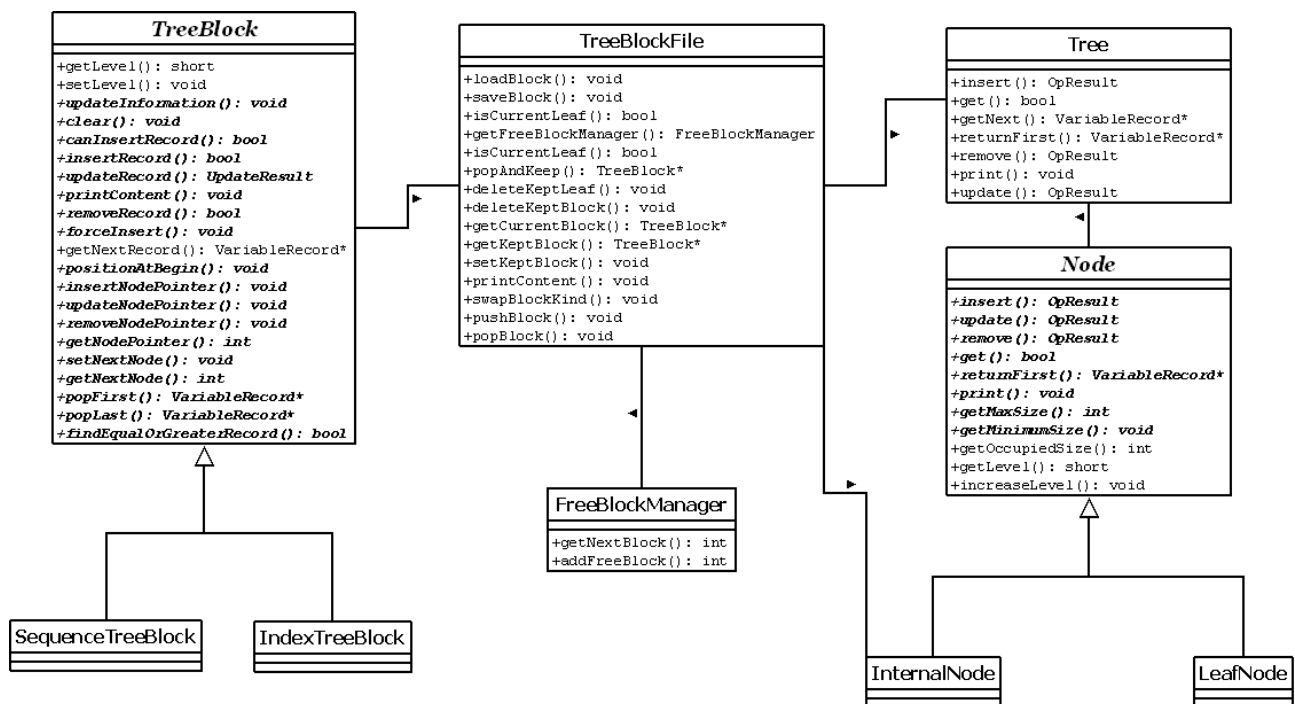 TreeBlock
+getLevel(): short
+setLevel(): void
+updateInformation(): void
+clear(): void
+canInsertRecord(): bool
+insertRecord(): bool
+updateRecord(): UpdateResult
+printContent(): void
+removeRecord(): bool
+forceInsert(): void
+getNextRecord(): VariableRecord*
+positionAtBegin(): void
+insertNodePointer(): void
+updateNodePointer(): void
+removeNodePointer(): void
+getNodePointer(): int
+setNextNode(): void
+getNextNode(): int
+popFirst(): VariableRecord*
+popLast(): VariableRecord*
+findEqualOrGreaterRecord(): bool
SequenceTreeBlock
IndexTreeBlock
TreeBlockFile
+loadBlock(): void
+saveBlock(): void
+isCurrentLeaf(): bool
+getFreeBlockManager(): FreeBlockManager
+isCurrentLeaf(): bool
+popAndKeep(): TreeBlock*
+deleteKeptLeaf(): void
+deleteKeptBlock(): void
+getCurrentBlock(): TreeBlock*
+getKeptBlock(): TreeBlock*
+setKeptBlock(): void
+printContent(): void
+swapBlockKind(): void
+pushBlock(): void
+popBlock(): void
FreeBlockManager
+getNextBlock(): int
+addFreeBlock(): int
Tree
+insert(): OpResult
+get(): bool
+getNext(): VariableRecord*
+returnFirst(): VariableRecord*
+remove(): OpResult
+print(): void
+update(): OpResult
Node
+insert(): OpResult
+update(): OpResult
+remove(): OpResult
+get(): bool
+returnFirst(): VariableRecord*
+print(): void
+getMaxSize(): int
+getMinimumSize(): void
+getOccupiedSize(): int
+getLevel(): short
+increaseLevel(): void
InternalNode
LeafNode